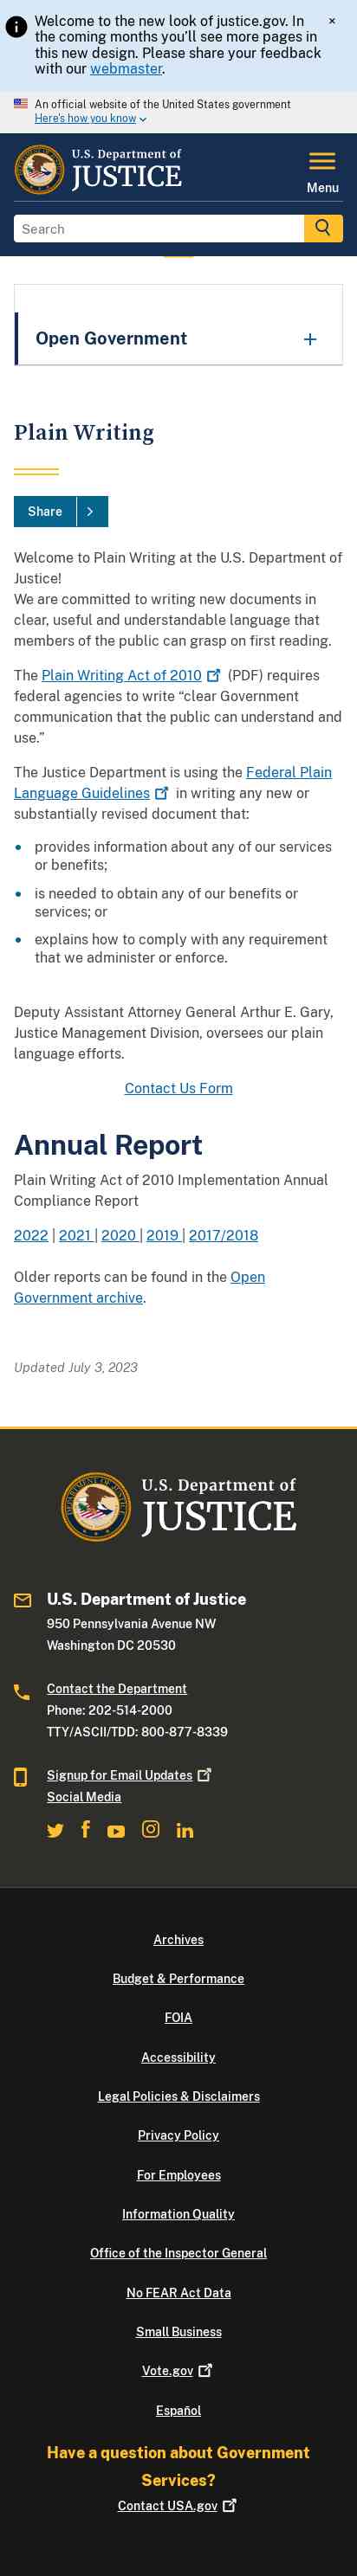 Welcome to the new look of justice.gov. In
the coming months you'll see more pages in
this new design. Please share your feedback
with our webmaster.
×
An official website of the United States government
Here's how you know
U.S. Department of
JUSTICE
Menu
Search
Open Government
Plain Writing
Share
Welcome to Plain Writing at the U.S. Department of
Justice!
We are committed to writing new documents in
clear, useful and understandable language that
members of the public can grasp on first reading.
The Plain Writing Act of 2010 (PDF) requires
federal agencies to write “clear Government
communication that the public can understand and
use.”
The Justice Department is using the Federal Plain
Language Guidelines in writing any new or
substantially revised document that:
• provides information about any of our services
or benefits;
• is needed to obtain any of our benefits or
services; or
• explains how to comply with any requirement
that we administer or enforce.
Deputy Assistant Attorney General Arthur E. Gary,
Justice Management Division, oversees our plain
language efforts.
Contact Us Form
Annual Report
Plain Writing Act of 2010 Implementation Annual
Compliance Report
2022 | 2021 | 2020 | 2019 | 2017/2018
Older reports can be found in the Open
Government archive.
Updated July 3, 2023
U.S. Department of
JUSTICE
U.S. Department of Justice
950 Pennsylvania Avenue NW
Washington DC 20530
Contact the Department
Phone: 202-514-2000
TTY/ASCII/TDD: 800-877-8339
Signup for Email Updates
Social Media
Archives
Budget & Performance
FOIA
Accessibility
Legal Policies & Disclaimers
Privacy Policy
For Employees
Information Quality
Office of the Inspector General
No FEAR Act Data
Small Business
Vote.gov
Español
Have a question about Government
Services?
Contact USA.gov